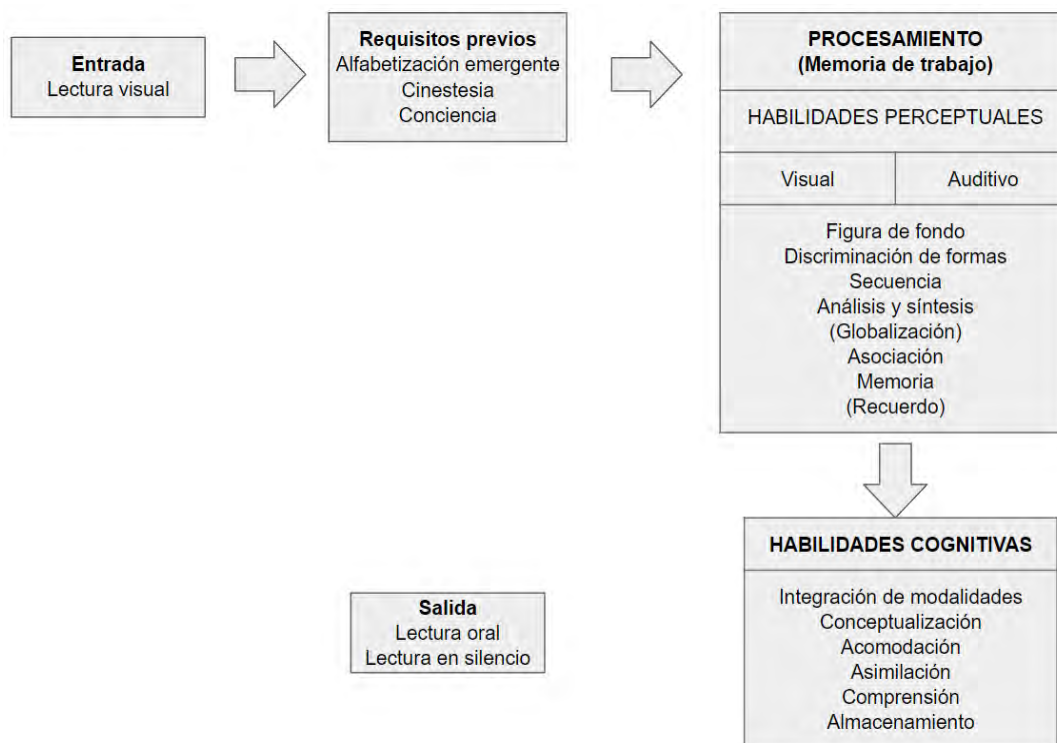 Entrada
Lectura visual
Requisitos previos
Alfabetización emergente
Cinestesia
Conciencia
PROCESAMIENTO
(Memoria de trabajo)
HABILIDADES PERCEPTUALES
Visual
Auditivo
Figura de fondo
Discriminación de formas
Secuencia
Análisis y síntesis
(Globalización)
Asociación
Memoria
(Recuerdo)
HABILIDADES COGNITIVAS
Integración de modalidades
Conceptualización
Acomodación
Asimilación
Comprensión
Almacenamiento
Salida
Lectura oral
Lectura en silencio